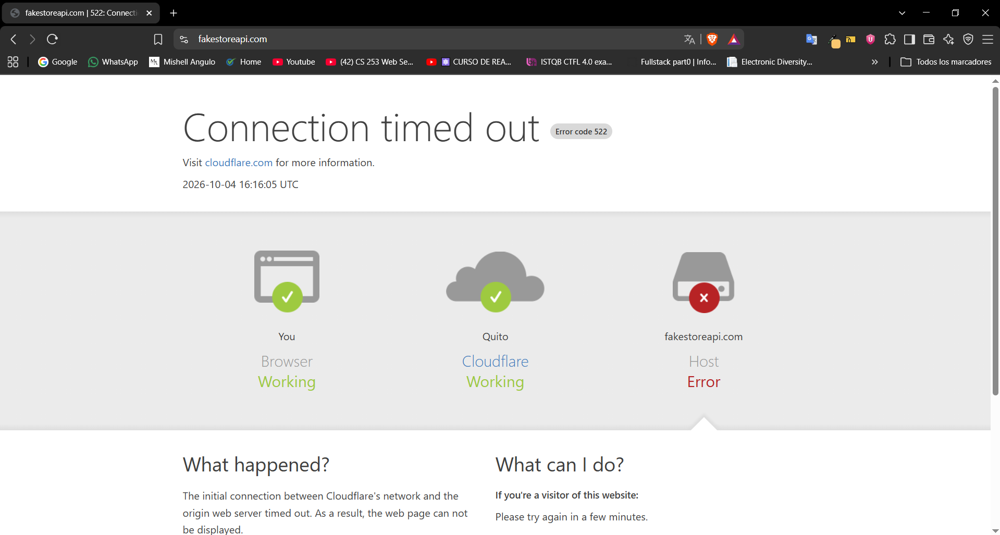 fakestoreapi.com | 522: Connecti
fakestoreapi.com
Google
WhatsApp
Mishell Angulo
Home
Youtube
(42) CS 253 Web Se...
CURSO DE REA...
ISTQB CTFL 4.0 exa...
Fullstack part0 | Info...
Electronic Diversity...
Todos los marcadores
Connection timed out Error code 522
Visit cloudflare.com for more information.
2026-10-04 16:16:05 UTC
You
Browser
Working
Quito
Cloudflare
Working
fakestoreapi.com
Host
Error
What happened?
The initial connection between Cloudflare's network and the
origin web server timed out. As a result, the web page can not
be displayed.
What can I do?
If you're a visitor of this website:
Please try again in a few minutes.